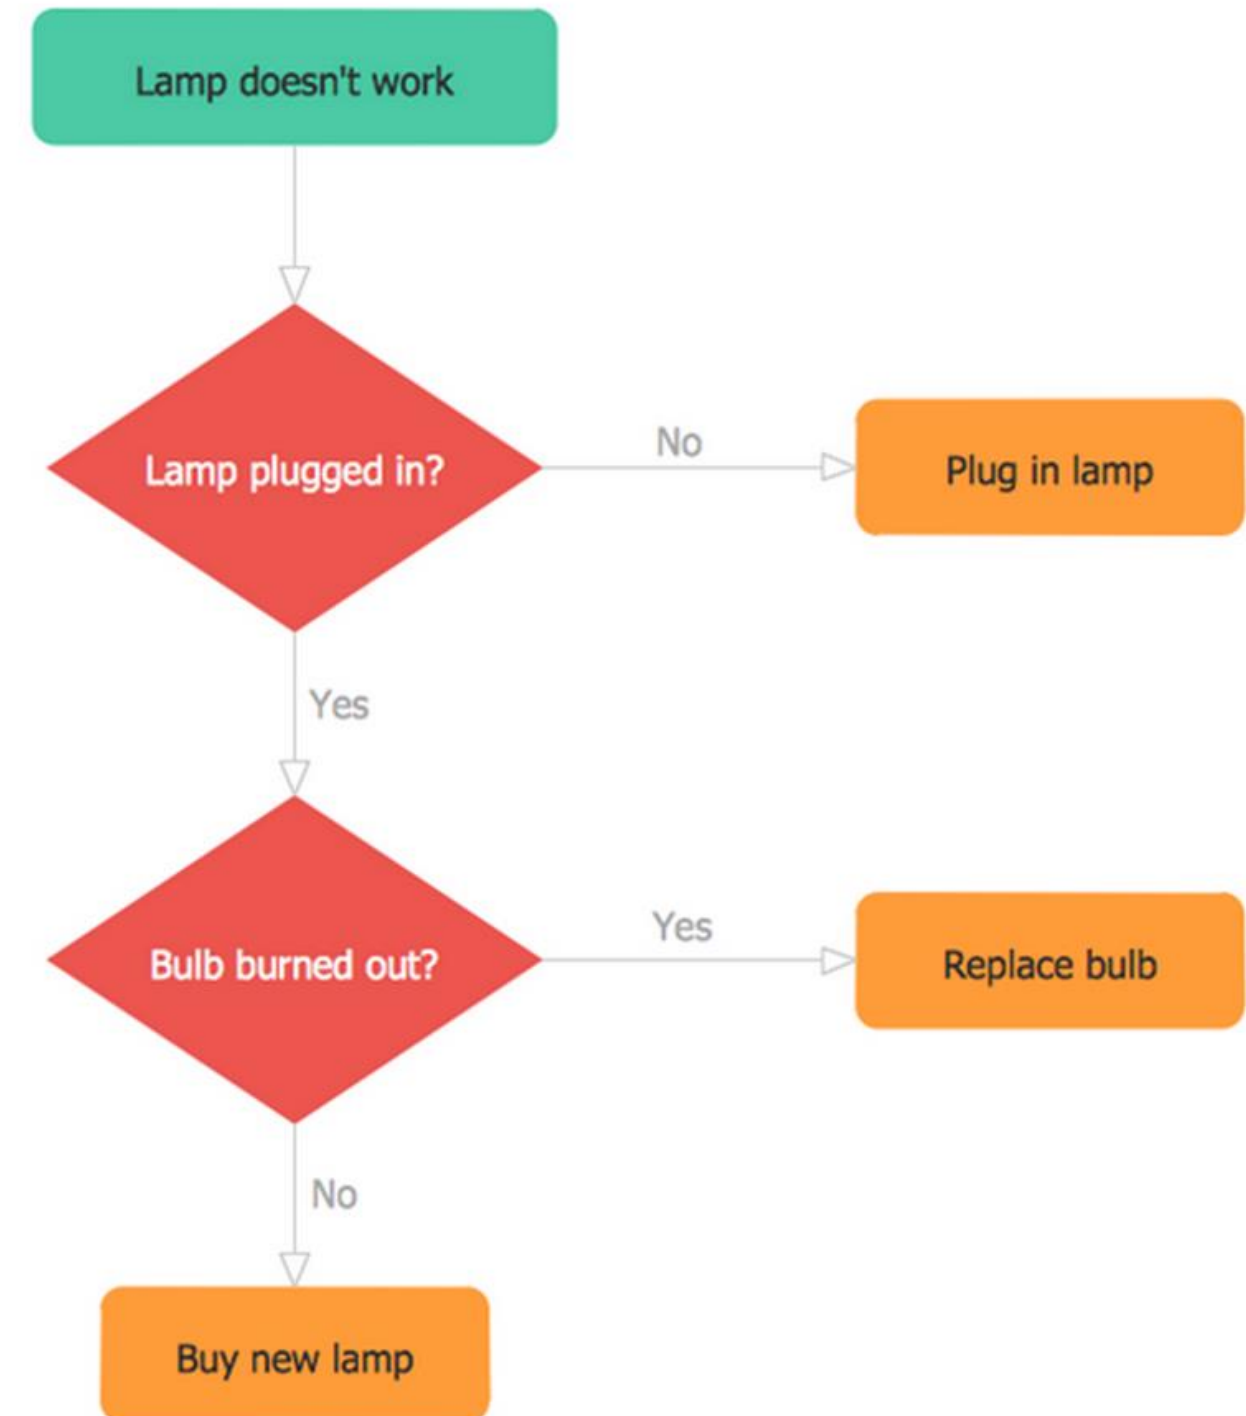 Lamp doesn't work
Lamp plugged in?
No
Plug in lamp
Yes
Bulb burned out?
Yes
Replace bulb
No
Buy new lamp